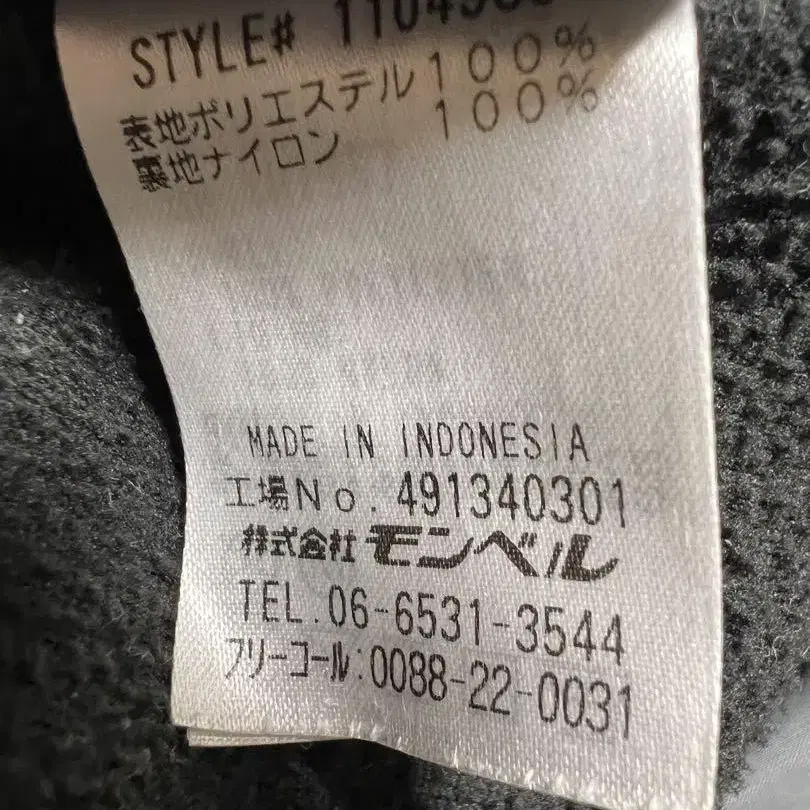 STYLE# 110
表地ポリエステル100%
裏地ナイロン 100%
MADE IN INDONESIA
工場No. 491340301
株式会社 モンベル
TEL.06-6531-3544
フリーコール:0088-22-0031